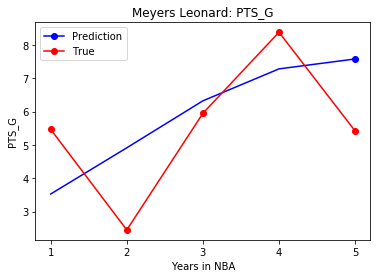 Meyers Leonard: PTS_G
Prediction
True
PTS_G
8
7
6
5
4
3
1 2 3 4 5
Years in NBA